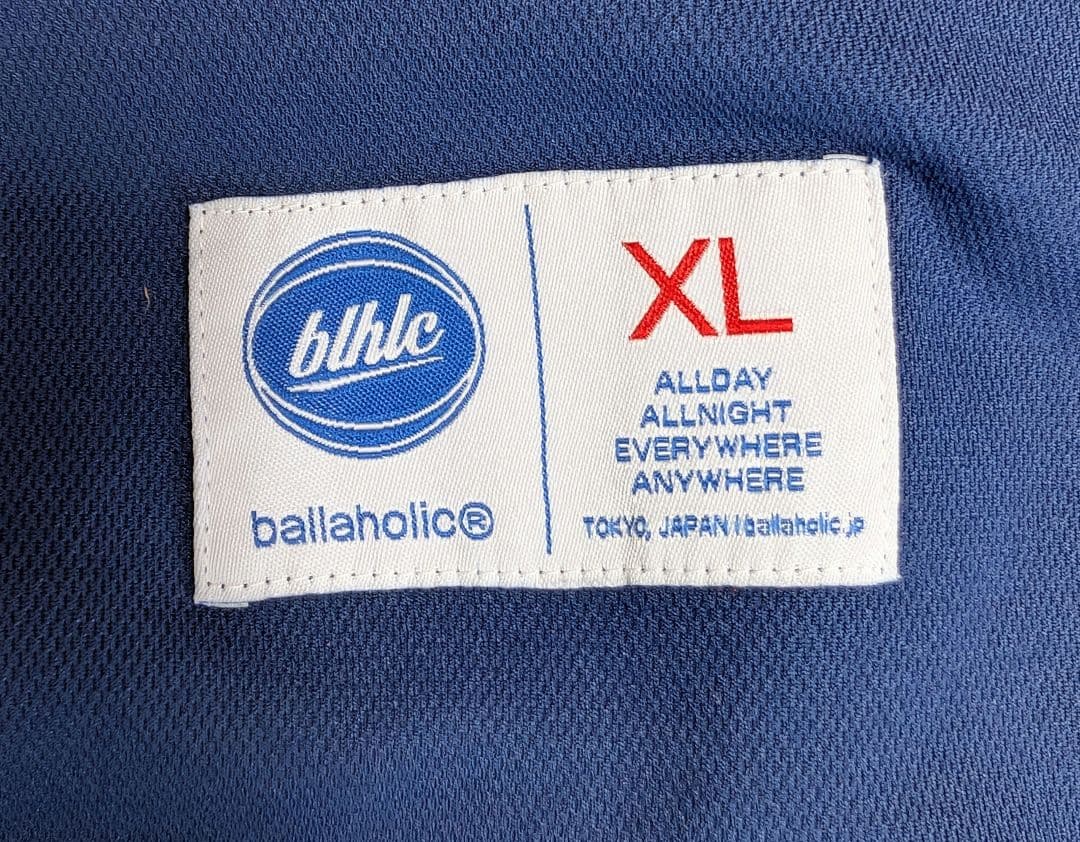 blhlc
ballaholic®
XL
ALLDAY
ALLNIGHT
EVERYWHERE
ANYWHERE
TOKYO, JAPAN / ballaholic.jp